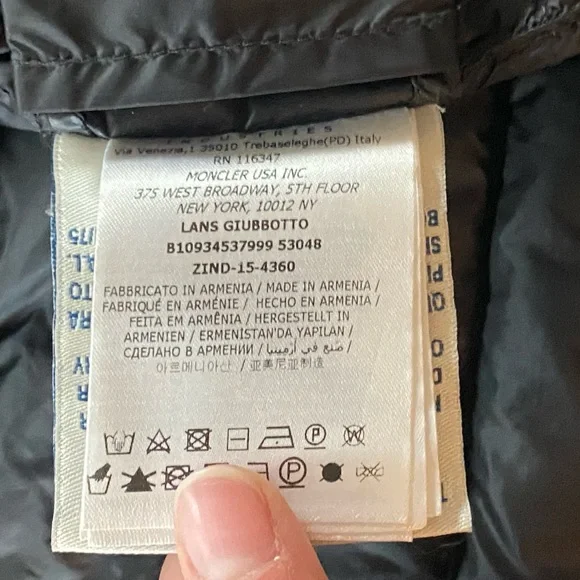 INDUSTRIES
Via Venezia,1 35010 Trebaseleghe(PD) Italy
RN 116347
MONCLER USA INC.
375 WEST BROADWAY, 5TH FLOOR
NEW YORK, 10012 NY
LANS GIUBBOTTO
B10934537999 53048
ZIND-15-4360
FABBRICATO IN ARMENIA / MADE IN ARMENIA /
FABRIQUÉ EN ARMÉNIE / HECHO EN ARMENIA /
FEITA EM ARMÊNIA / HERGESTELLT IN
ARMENIEN / ERMENİSTAN'DA YAPILAN /
СДЕЛАНО В АРМЕНИИ / صنع في أرمينيا /
아르메니아산 / 亚美尼亚制造